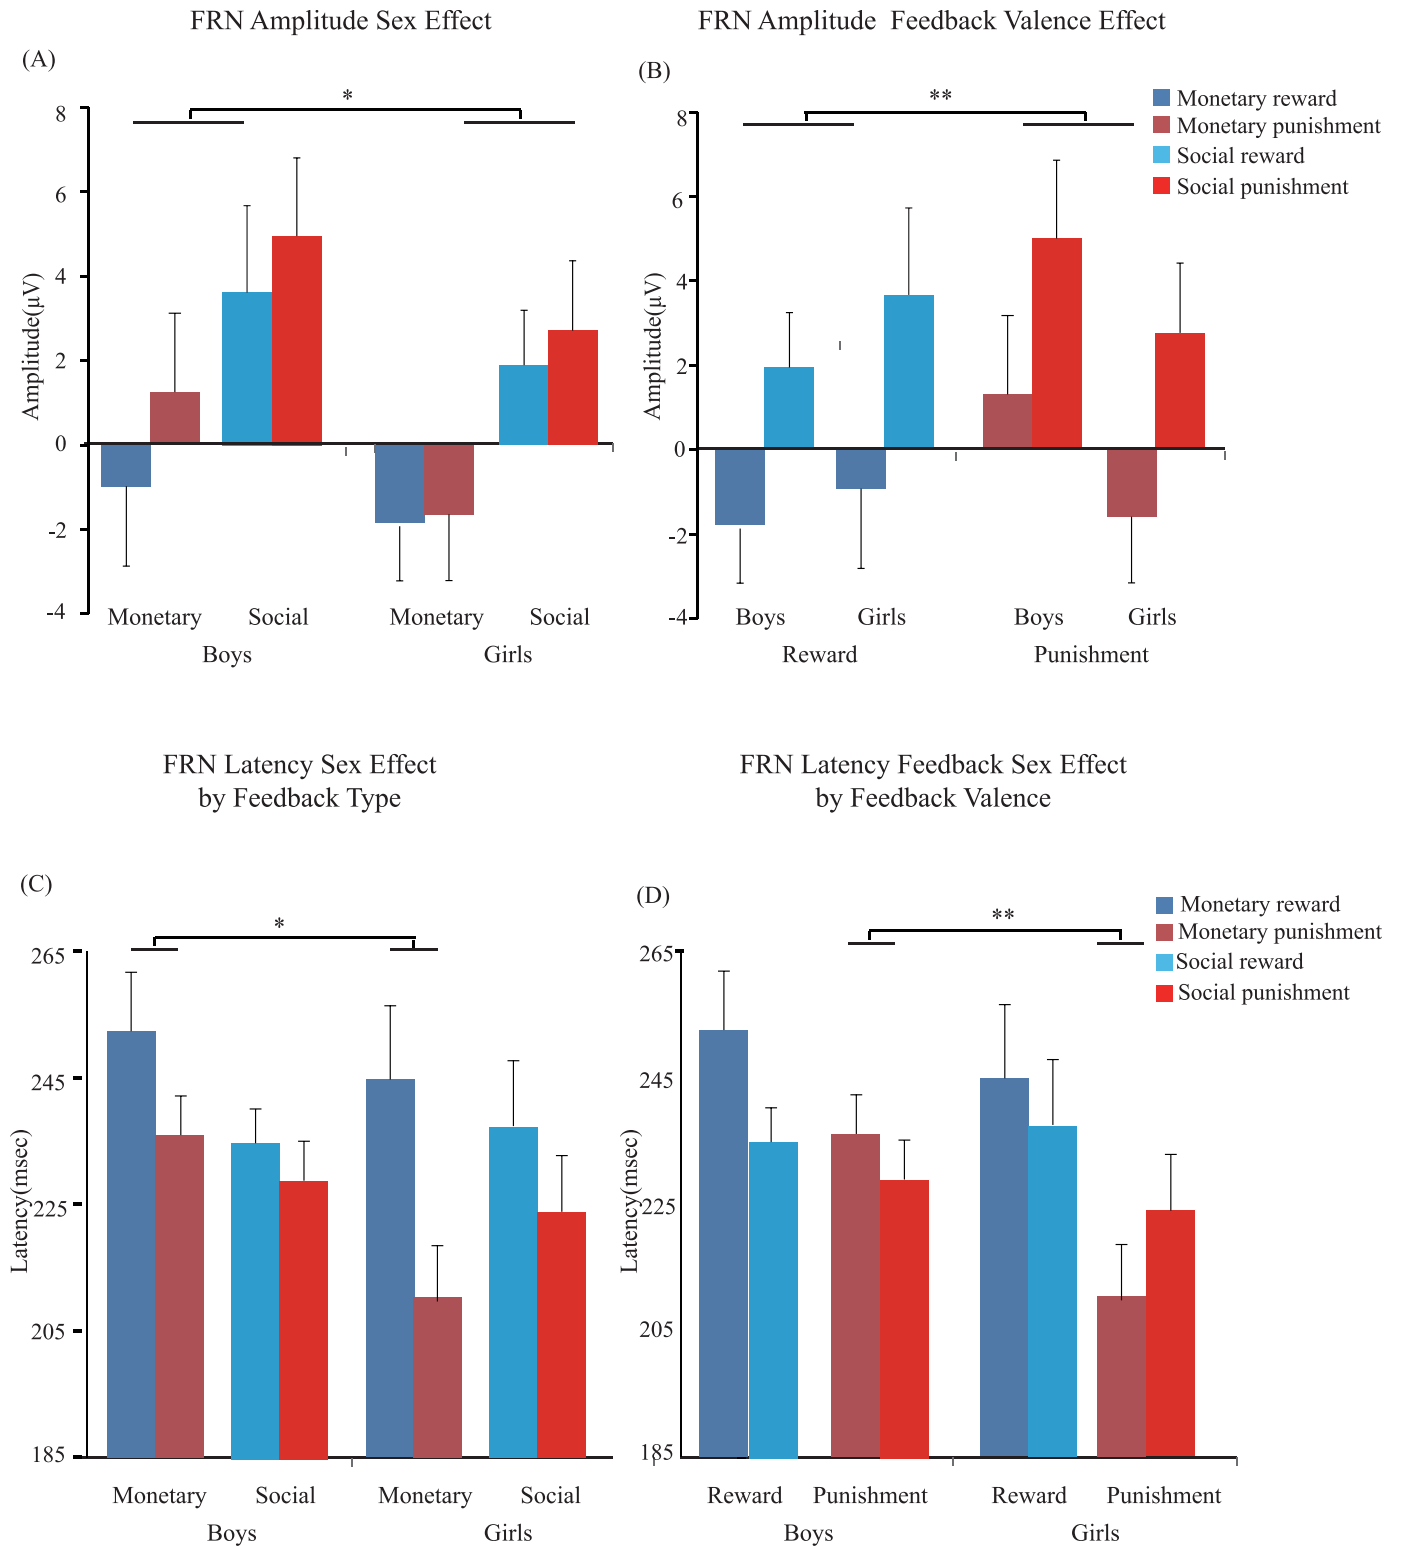 FRN Amplitude Sex Effect
FRN Amplitude Feedback Valence Effect
(A)
(B)
*
**
Monetary reward
Monetary punishment
Social reward
Social punishment
8
6
4
2
0
-2
-4
Amplitude(μV)
8
6
4
2
0
-2
-4
Amplitude(μV)
Monetary Social Monetary Social
Boys Girls
Boys Girls Boys Girls
Reward Punishment
FRN Latency Sex Effect
by Feedback Type
FRN Latency Feedback Sex Effect
by Feedback Valence
(C)
(D)
*
**
Monetary reward
Monetary punishment
Social reward
Social punishment
265
245
225
205
185
Latency(msec)
265
245
225
205
185
Latency(msec)
Monetary Social Monetary Social
Boys Girls
Reward Punishment Reward Punishment
Boys Girls